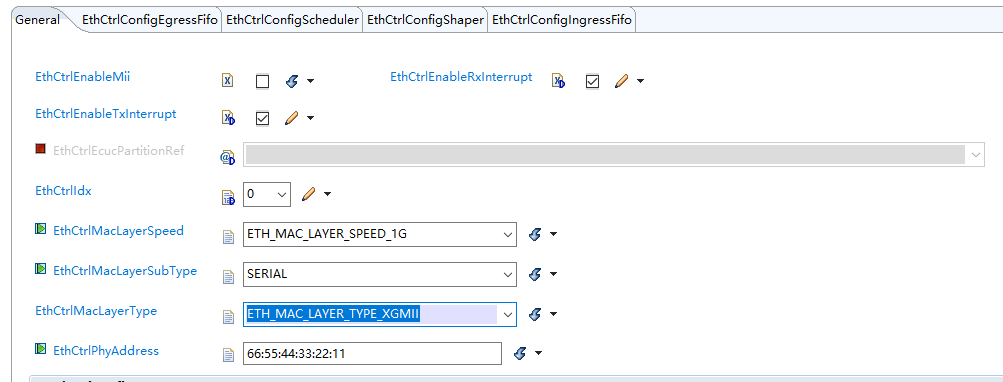 General EthCtrlConfigEgressFifo EthCtrlConfigScheduler EthCtrlConfigShaper EthCtrlConfigIngressFifo
EthCtrlEnableMii EthCtrlEnableRxInterrupt
EthCtrlEnableTxInterrupt
EthCtrlEcucPartitionRef
EthCtrlIdx 0
EthCtrlMacLayerSpeed ETH_MAC_LAYER_SPEED_1G
EthCtrlMacLayerSubType SERIAL
EthCtrlMacLayerType ETH_MAC_LAYER_TYPE_XGMII
EthCtrlPhyAddress 66:55:44:33:22:11